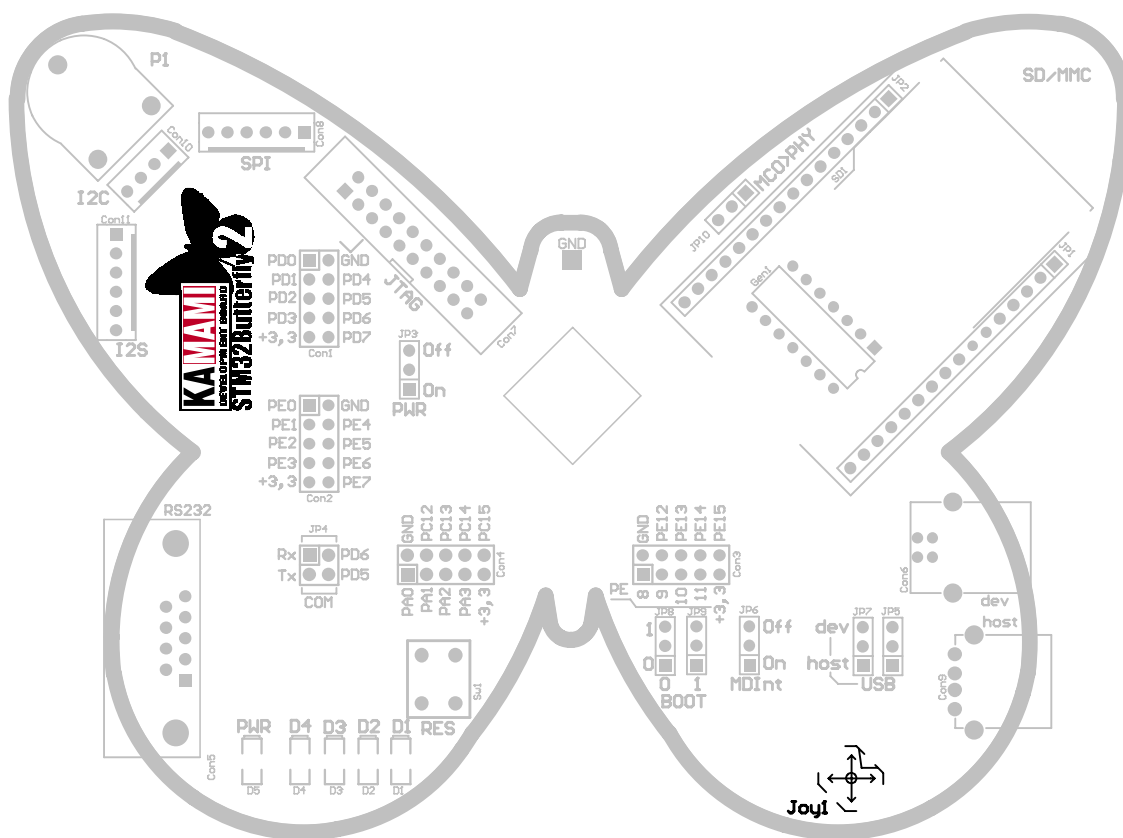 P1
SD/MMC
JP2
Con10
Con8
SPI
MCO>PHY
SD1
I2C
Con11
JP10
JP1
GND
Gen1
PD0 GND
PD1 PD4
PD2 PD5
PD3 PD6
+3,3 PD7
Con1
JTAG
Con7
I2S
KAMAMI
DEVELOPMENT BOARD
STM32Butterfly2
JP3
Off
On
PWR
PE0 GND
PE1 PE4
PE2 PE5
PE3 PE6
+3,3 PE7
Con2
RS232
JP4
Rx PD6
Tx PD5
COM
GND PC12 PC13 PC14 PC15
Con4
PA0 PA1 PA2 PA3 +3,3
GND PE12 PE13 PE14 PE15
Con3
PE 8 9 10 11 +3,3
Con6
dev
host
JP8 JP9 JP6 JP7 JP5
1 Off dev
0 On host
0 1 MDInt USB
BOOT
Con9
Sw1
RES
PWR D4 D3 D2 D1
Con5
D5 D4 D3 D2 D1
Joy1